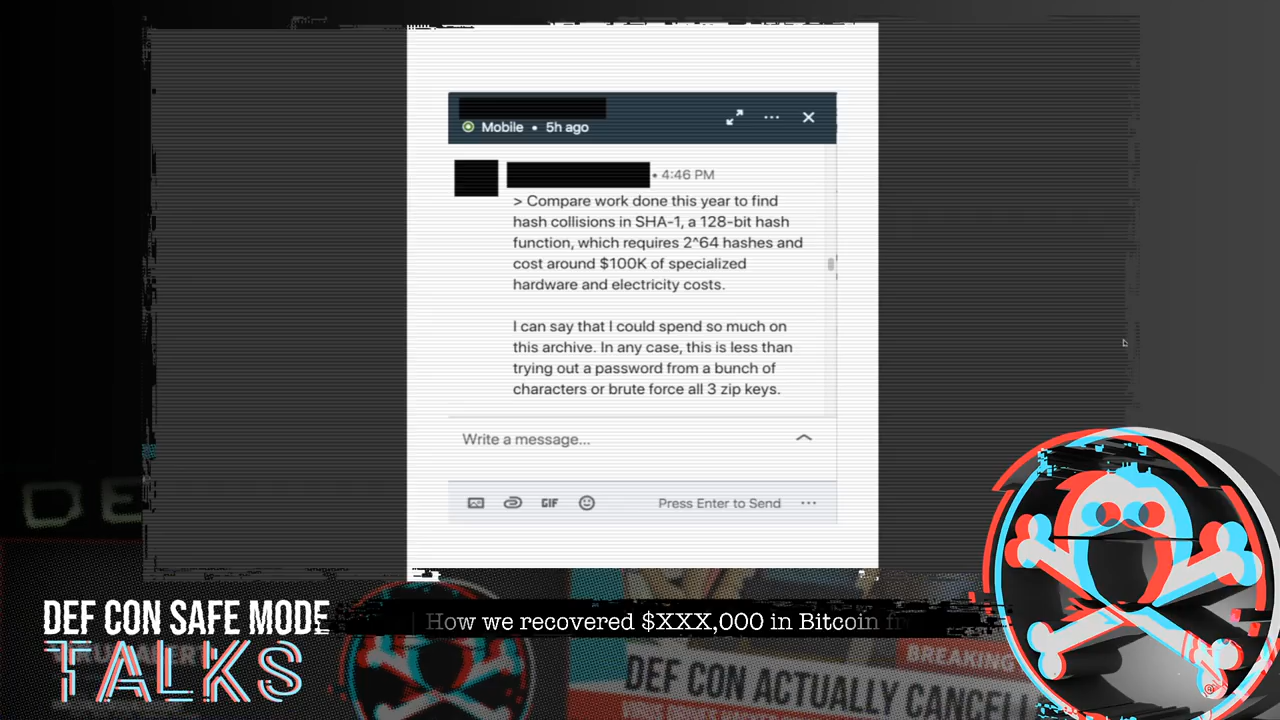 Mobile • 5h ago
• 4:46 PM
> Compare work done this year to find
hash collisions in SHA-1, a 128-bit hash
function, which requires 2^64 hashes and
cost around $100K of specialized
hardware and electricity costs.
I can say that I could spend so much on
this archive. In any case, this is less than
trying out a password from a bunch of
characters or brute force all 3 zip keys.
Write a message...
GIF
Press Enter to Send
DE
DEF CON SAFE MODE
TALKS
How we recovered $XXX,000 in Bitcoin
BREAKING
DEF CON ACTUALLY CANCELL